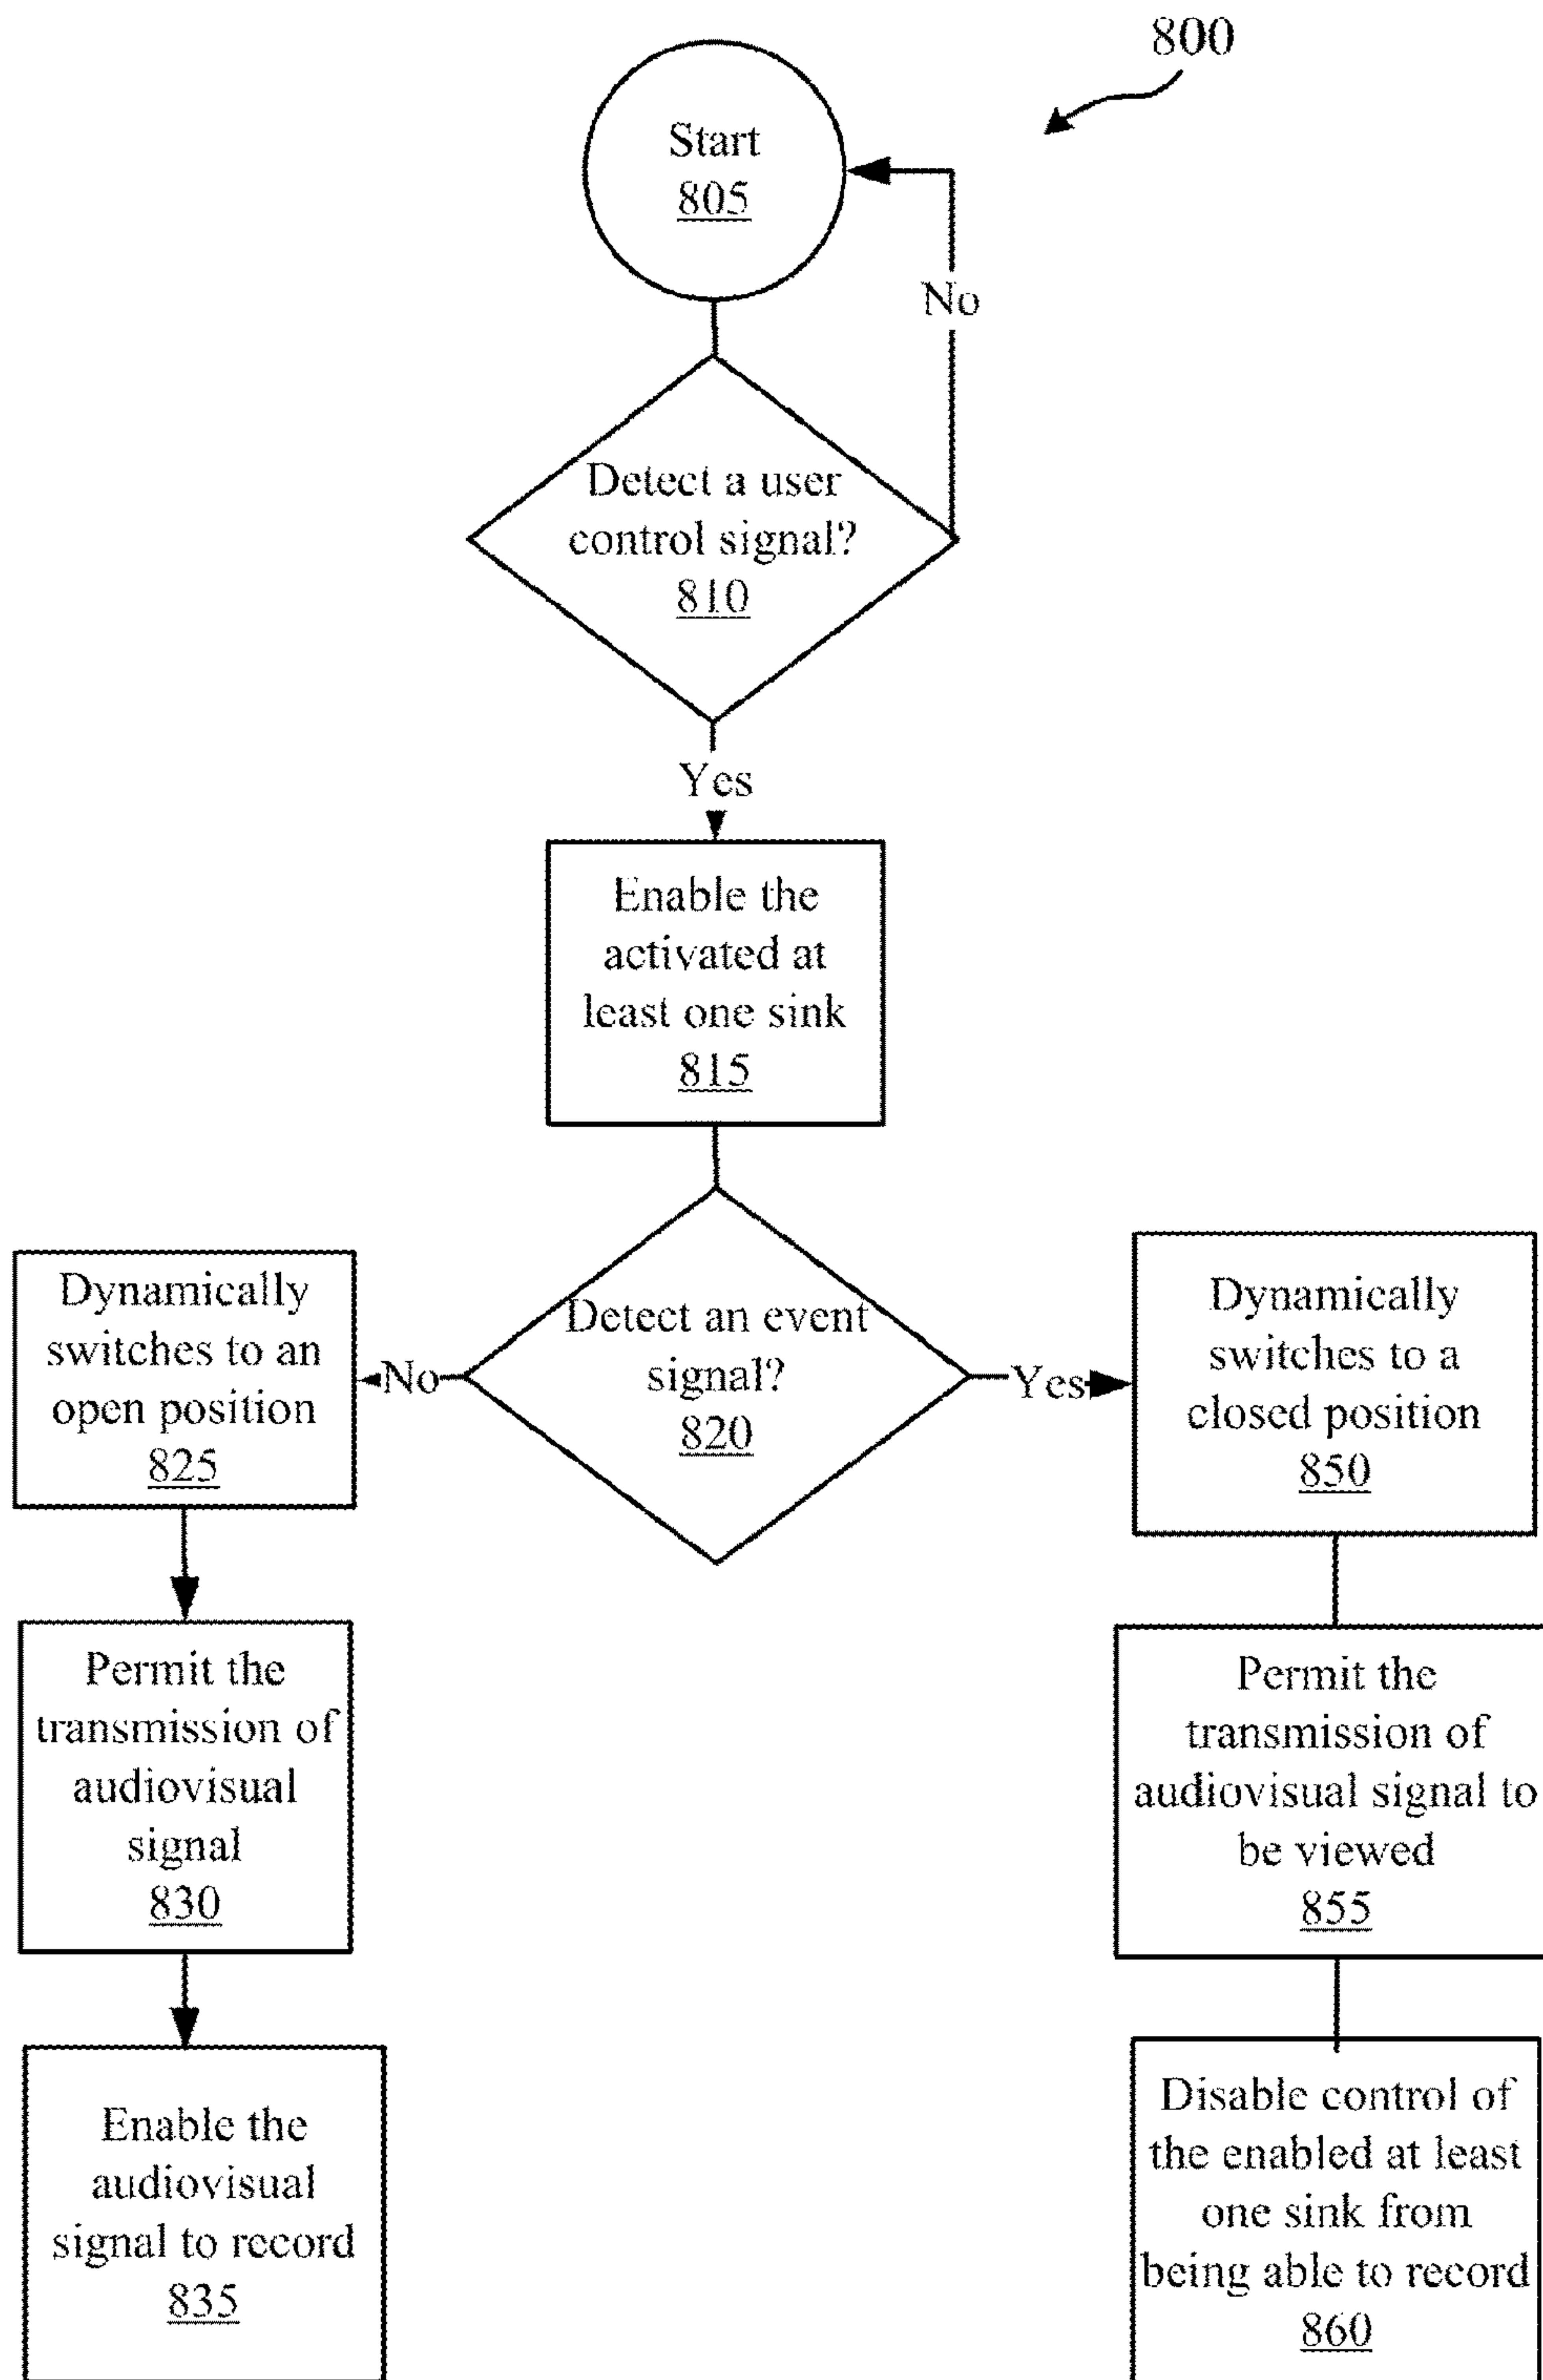 800
Start
805
No
Detect a user
control signal?
810
Yes
Enable the
activated at
least one sink
815
Detect an event
signal?
820
No
Yes
Dynamically
switches to an
open position
825
Permit the
transmission of
audiovisual
signal
830
Enable the
audiovisual
signal to record
835
Dynamically
switches to a
closed position
850
Permit the
transmission of
audiovisual signal to
be viewed
855
Disable control of
the enabled at least
one sink from
being able to record
860